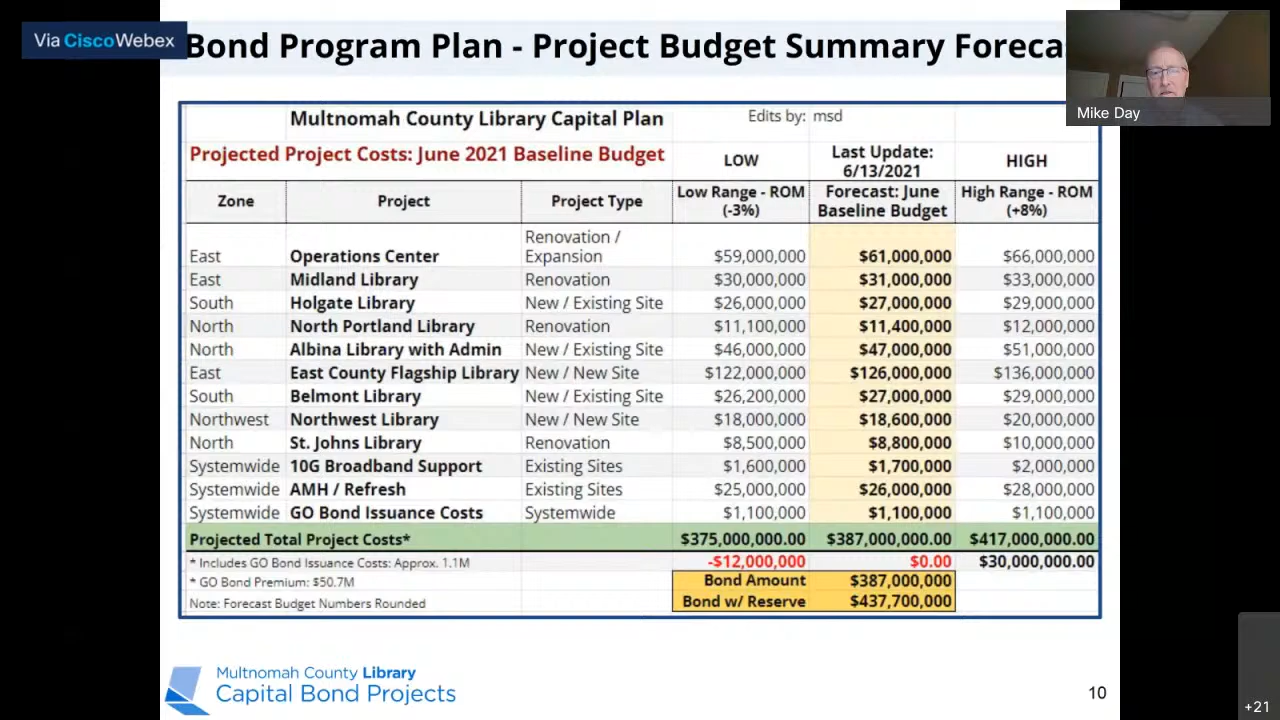 Via Cisco Webex
Bond Program Plan - Project Budget Summary Foreca
Mike Day
Multnomah County Library Capital Plan Edits by: msd
Projected Project Costs: June 2021 Baseline Budget LOW Last Update: 6/13/2021 HIGH
Zone Project Project Type Low Range - ROM (-3%) Forecast: June Baseline Budget High Range - ROM (+8%)
East Operations Center Renovation / Expansion $59,000,000 $61,000,000 $66,000,000
East Midland Library Renovation $30,000,000 $31,000,000 $33,000,000
South Holgate Library New / Existing Site $26,000,000 $27,000,000 $29,000,000
North North Portland Library Renovation $11,100,000 $11,400,000 $12,000,000
North Albina Library with Admin New / Existing Site $46,000,000 $47,000,000 $51,000,000
East East County Flagship Library New / New Site $122,000,000 $126,000,000 $136,000,000
South Belmont Library New / Existing Site $26,200,000 $27,000,000 $29,000,000
Northwest Northwest Library New / New Site $18,000,000 $18,600,000 $20,000,000
North St. Johns Library Renovation $8,500,000 $8,800,000 $10,000,000
Systemwide 10G Broadband Support Existing Sites $1,600,000 $1,700,000 $2,000,000
Systemwide AMH / Refresh Existing Sites $25,000,000 $26,000,000 $28,000,000
Systemwide GO Bond Issuance Costs Systemwide $1,100,000 $1,100,000 $1,100,000
Projected Total Project Costs* $375,000,000.00 $387,000,000.00 $417,000,000.00
* Includes GO Bond Issuance Costs: Approx. 1.1M -$12,000,000 $0.00 $30,000,000.00
* GO Bond Premium: $50.7M Bond Amount $387,000,000
Note: Forecast Budget Numbers Rounded Bond w/ Reserve $437,700,000
Multnomah County Library
Capital Bond Projects
10
+21